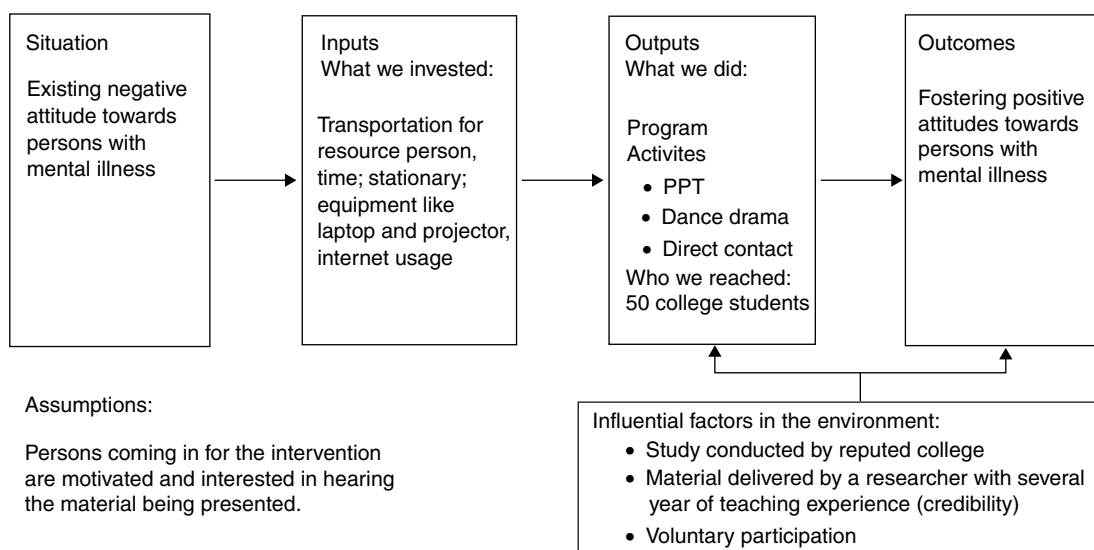 Situation
Existing negative
attitude towards
persons with
mental illness
Inputs
What we invested:
Transportation for
resource person,
time; stationary;
equipment like
laptop and projector,
internet usage
Outputs
What we did:
Program
Activites
• PPT
• Dance drama
• Direct contact
Who we reached:
50 college students
Outcomes
Fostering positive
attitudes towards
persons with
mental illness
Assumptions:
Persons coming in for the intervention
are motivated and interested in hearing
the material being presented.
Influential factors in the environment:
• Study conducted by reputed college
• Material delivered by a researcher with several
year of teaching experience (credibility)
• Voluntary participation